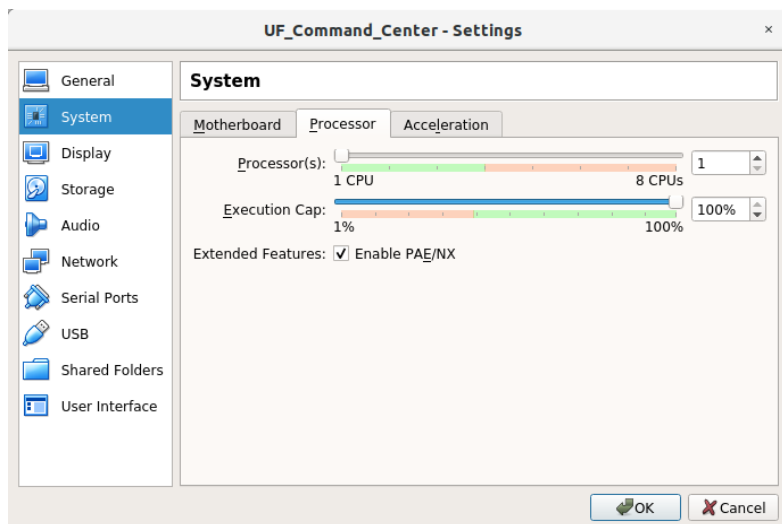 UF_Command_Center - Settings
×
General
System
Display
Storage
Audio
Network
Serial Ports
USB
Shared Folders
User Interface
System
Motherboard Processor Acceleration
Processor(s): 1
1 CPU 8 CPUs
Execution Cap: 100%
1% 100%
Extended Features: ✓ Enable PAE/NX
OK Cancel